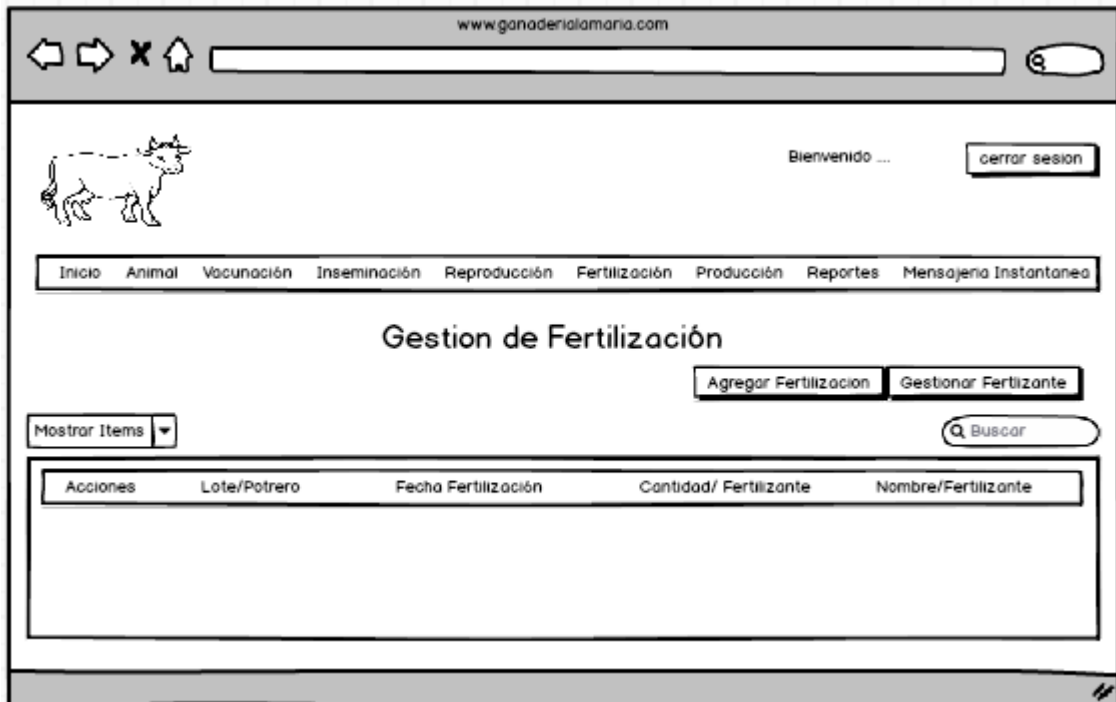 www.ganaderialamaria.com
Bienvenido ... cerrar sesion
Inicio Animal Vacunación Inseminación Reproducción Fertilización Producción Reportes Mensajeria Instantanea
Gestion de Fertilización
Agregar Fertilizacion Gestionar Fertlizante
Mostrar Items Buscar
Acciones Lote/Potrero Fecha Fertilización Cantidad/ Fertilizante Nombre/Fertilizante